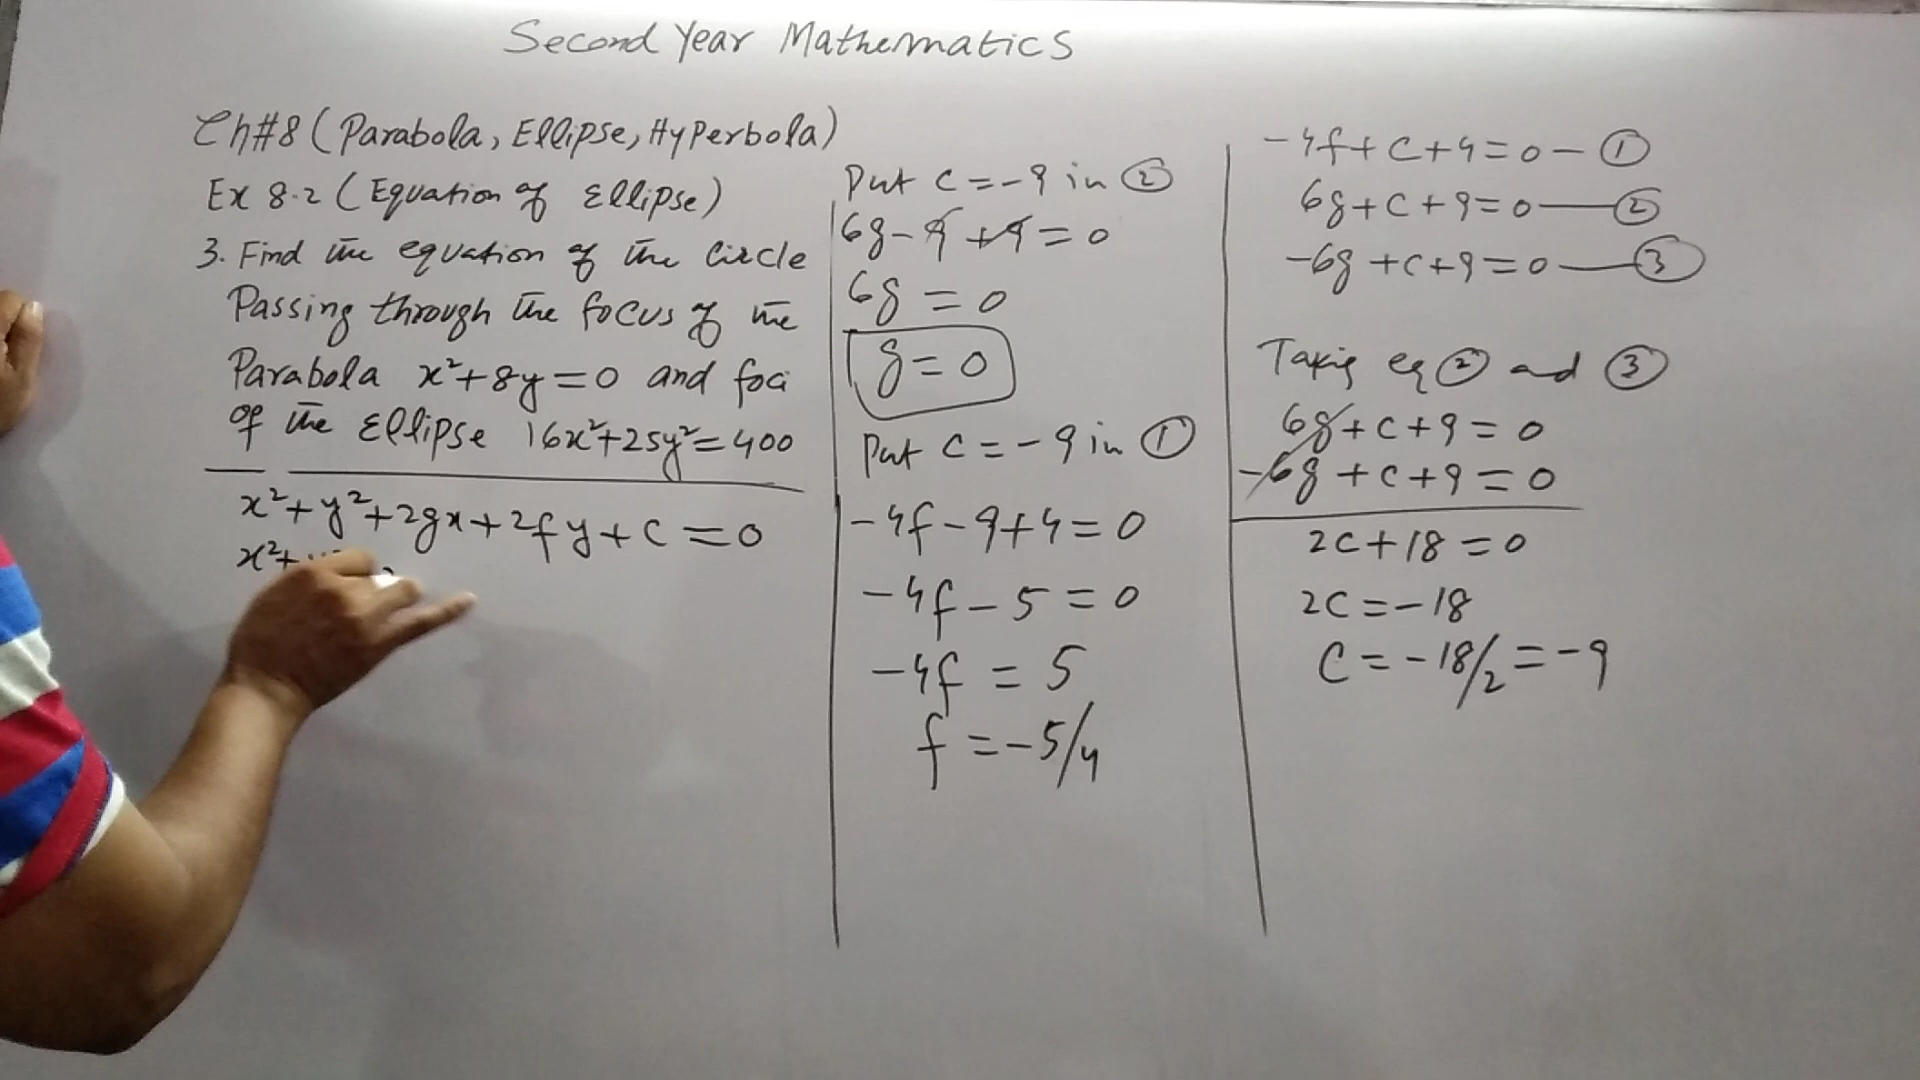 Second Year Mathematics
Ch#8 (Parabola, Ellipse, Hyperbola)
Ex 8.2 (Equation of Ellipse)
3. Find the equation of the Circle
Passing through the focus of the
Parabola x²+8y=0 and foci
of the Ellipse 16x²+25y²=400
x²+y²+2gx+2fy+c=0
x²+
Put c=-9 in ②
6g-9+9=0
6g=0
g=0
Put c=-9 in ①
-4f-9+4=0
-4f-5=0
-4f=5
f=-5/4
-4f+c+4=0-①
6g+c+9=0-②
-6g+c+9=0-③
Taking eq ② and ③
6g+c+9=0
-6g+c+9=0
2c+18=0
2c=-18
c=-18/2=-9